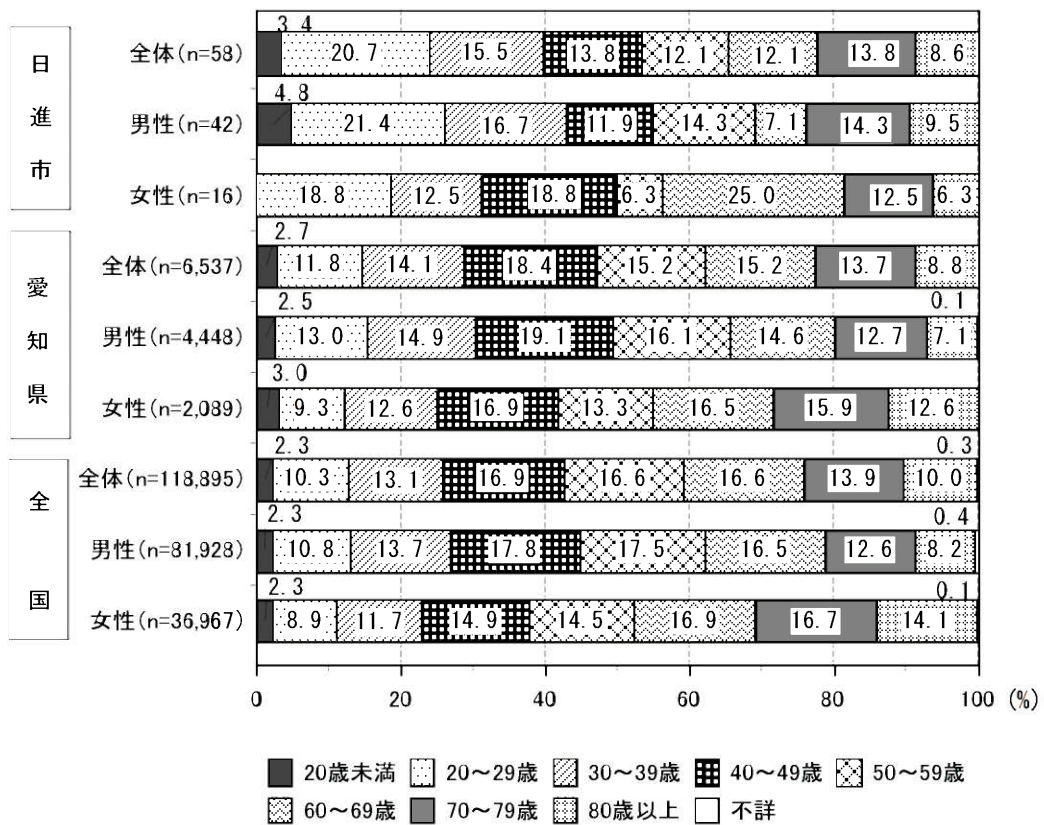 日進市
3.4
全体(n=58) 20.7 15.5 13.8 12.1 12.1 13.8 8.6
4.8
男性(n=42) 21.4 16.7 11.9 14.3 7.1 14.3 9.5
女性(n=16) 18.8 12.5 18.8 6.3 25.0 12.5 6.3
愛知県
2.7
全体(n=6,537) 11.8 14.1 18.4 15.2 15.2 13.7 8.8
2.5 0.1
男性(n=4,448) 13.0 14.9 19.1 16.1 14.6 12.7 7.1
3.0
女性(n=2,089) 9.3 12.6 16.9 13.3 16.5 15.9 12.6
全国
2.3 0.3
全体(n=118,895) 10.3 13.1 16.9 16.6 16.6 13.9 10.0
2.3 0.4
男性(n=81,928) 10.8 13.7 17.8 17.5 16.5 12.6 8.2
2.3 0.1
女性(n=36,967) 8.9 11.7 14.9 14.5 16.9 16.7 14.1
0 20 40 60 80 100 (%)
20歳未満 20～29歳 30～39歳 40～49歳 50～59歳
60～69歳 70～79歳 80歳以上 不詳